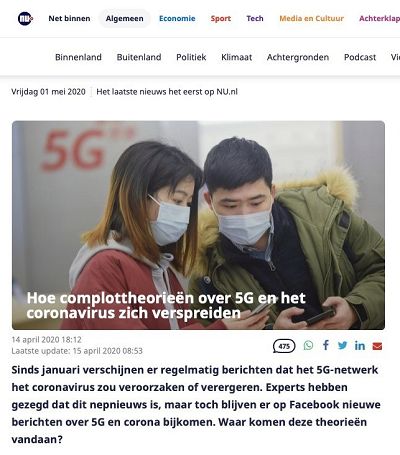 nu Net binnen Algemeen Economie Sport Tech Media en Cultuur Achterklap
Binnenland Buitenland Politiek Klimaat Achtergronden Podcast Vi
Vrijdag 01 mei 2020 Het laatste nieuws het eerst op NU.nl
5G
Hoe complottheorieën over 5G en het
coronavirus zich verspreiden
14 april 2020 18:12
Laatste update: 15 april 2020 08:53
475
Sinds januari verschijnen er regelmatig berichten dat het 5G-netwerk
het coronavirus zou veroorzaken of verergeren. Experts hebben
gezegd dat dit nepnieuws is, maar toch blijven er op Facebook nieuwe
berichten over 5G en corona bijkomen. Waar komen deze theorieën
vandaan?